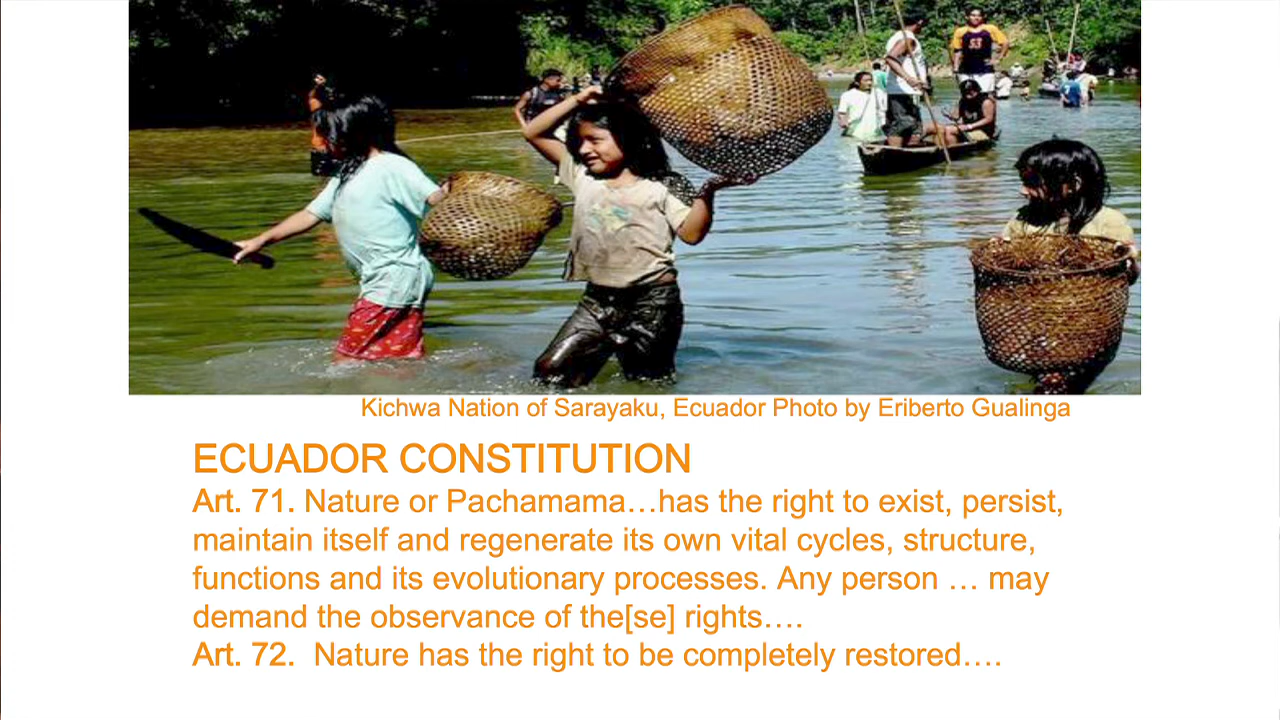 53
Kichwa Nation of Sarayaku, Ecuador Photo by Eriberto Gualinga
ECUADOR CONSTITUTION
Art. 71. Nature or Pachamama…has the right to exist, persist,
maintain itself and regenerate its own vital cycles, structure,
functions and its evolutionary processes. Any person … may
demand the observance of the[se] rights….
Art. 72.  Nature has the right to be completely restored….